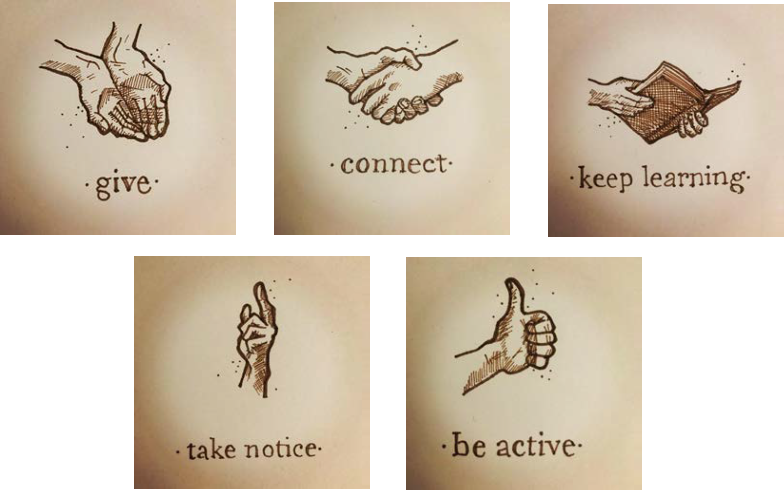 ·give·
·connect·
·keep learning·
·take notice·
·be active·